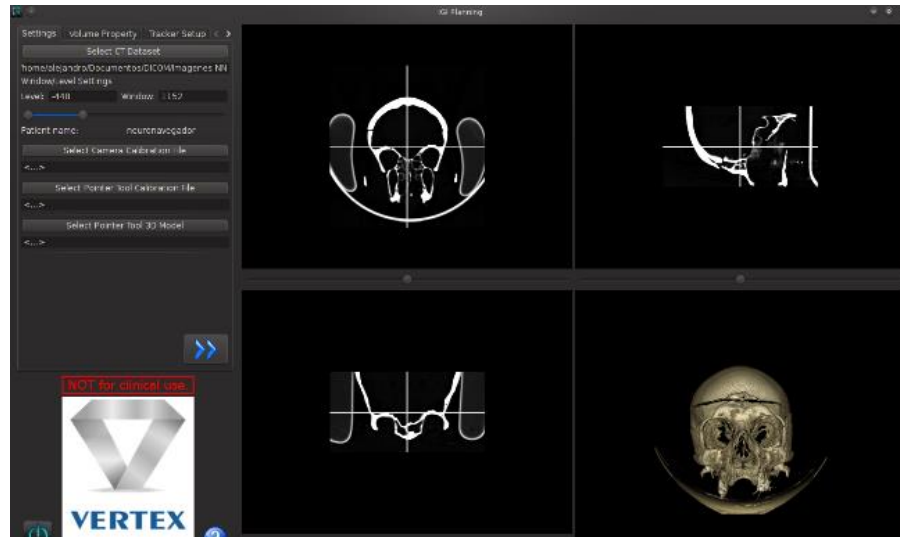 IGI Planning
Settings Volume Property Tracker Setup
Select CT Dataset
home/alejandro/Documentos/DICOM/Imagenes NN
Window/Level Settings
Level: -440 Window: 1152
Patient name: neuronavegador
Select Camera Calibration File
<...>
Select Pointer Tool Calibration File
<...>
Select Pointer Tool 3D Model
<...>
NOT for clinical use.
VERTEX